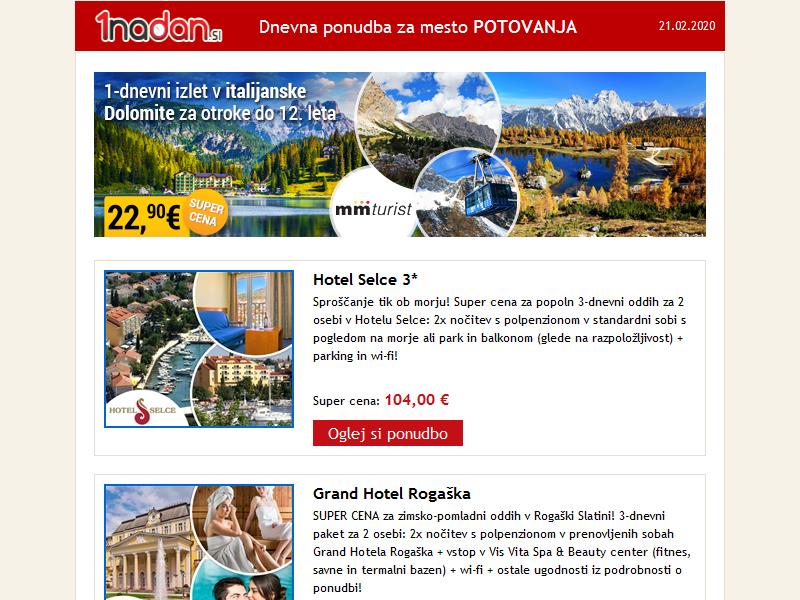 1nadan.si
Dnevna ponudba za mesto POTOVANJA
21.02.2020
1-dnevni izlet v italijanske
Dolomite za otroke do 12. leta
22,90€
SUPER
CENA
mmturist
Hotel Selce 3*
Sproščanje tik ob morju! Super cena za popoln 3-dnevni oddih za 2
osebi v Hotelu Selce: 2x nočitev s polpenzionom v standardni sobi s
pogledom na morje ali park in balkonom (glede na razpoložljivost) +
parking in wi-fi!
HOTEL SELCE
Super cena: 104,00 €
Oglej si ponudbo
Grand Hotel Rogaška
SUPER CENA za zimsko-pomladni oddih v Rogaški Slatini! 3-dnevni
paket za 2 osebi: 2x nočitev s polpenzionom v prenovljenih sobah
Grand Hotela Rogaška + vstop v Vis Vita Spa & Beauty center (fitnes,
savne in termalni bazen) + wi-fi + ostale ugodnosti iz podrobnosti o
ponudbi!